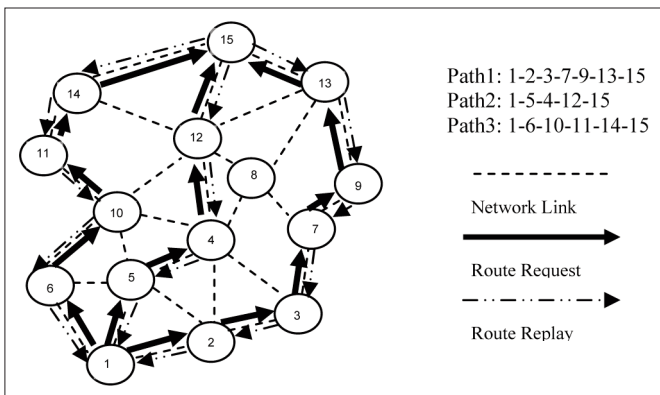 15
14
13
12
11
8
9
10
7
4
5
6
3
2
1
Path1: 1-2-3-7-9-13-15
Path2: 1-5-4-12-15
Path3: 1-6-10-11-14-15
Network Link
Route Request
Route Replay